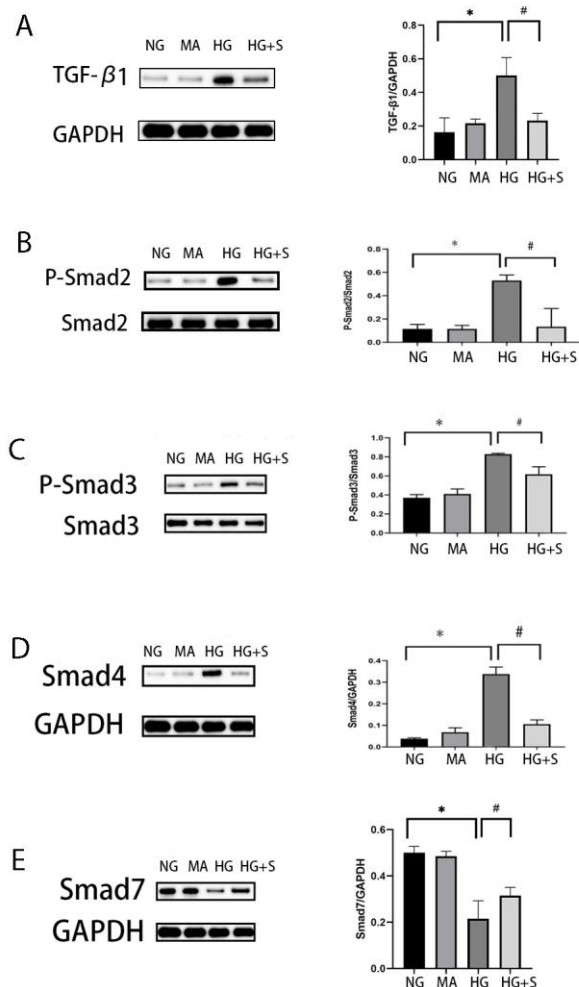 A
NG MA HG HG+S
TGF-β1
GAPDH
* #
TGF-β1/GAPDH
0.8
0.6
0.4
0.2
0.0
NG MA HG HG+S
B
NG MA HG HG+S
P-Smad2
Smad2
* #
P-Smad2/Smad2
0.8
0.6
0.4
0.2
0.0
NG MA HG HG+S
C
NG MA HG HG+S
P-Smad3
Smad3
* #
P-Smad3/Smad3
1.0
0.8
0.6
0.4
0.2
0.0
NG MA HG HG+S
D
NG MA HG HG+S
Smad4
GAPDH
* #
Smad4/GAPDH
0.4
0.3
0.2
0.1
0.0
NG MA HG HG+S
E
NG MA HG HG+S
Smad7
GAPDH
* #
Smad7/GAPDH
0.6
0.4
0.2
0.0
NG MA HG HG+S